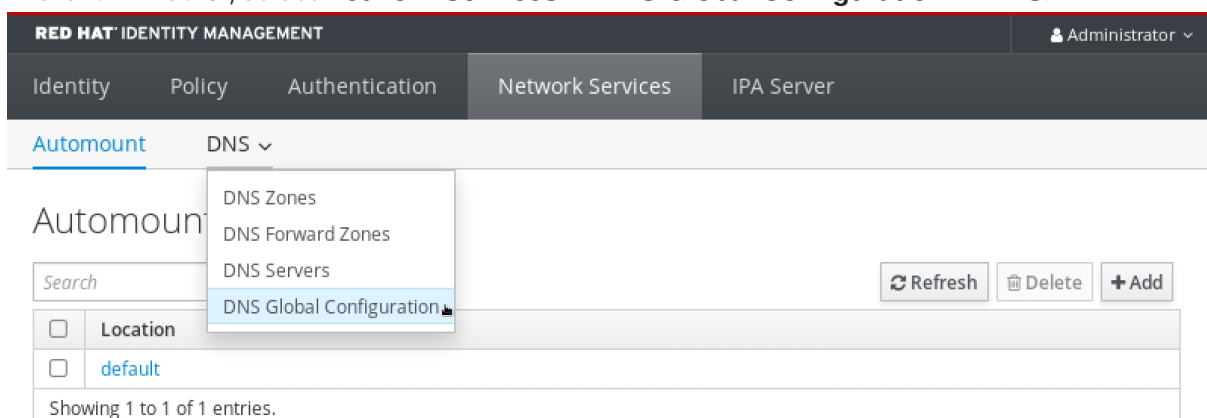 RED HAT IDENTITY MANAGEMENT
Administrator
Identity Policy Authentication Network Services IPA Server
Automount DNS
DNS Zones
DNS Forward Zones
DNS Servers
DNS Global Configuration
Automoun
Search
Refresh Delete Add
Location
default
Showing 1 to 1 of 1 entries.